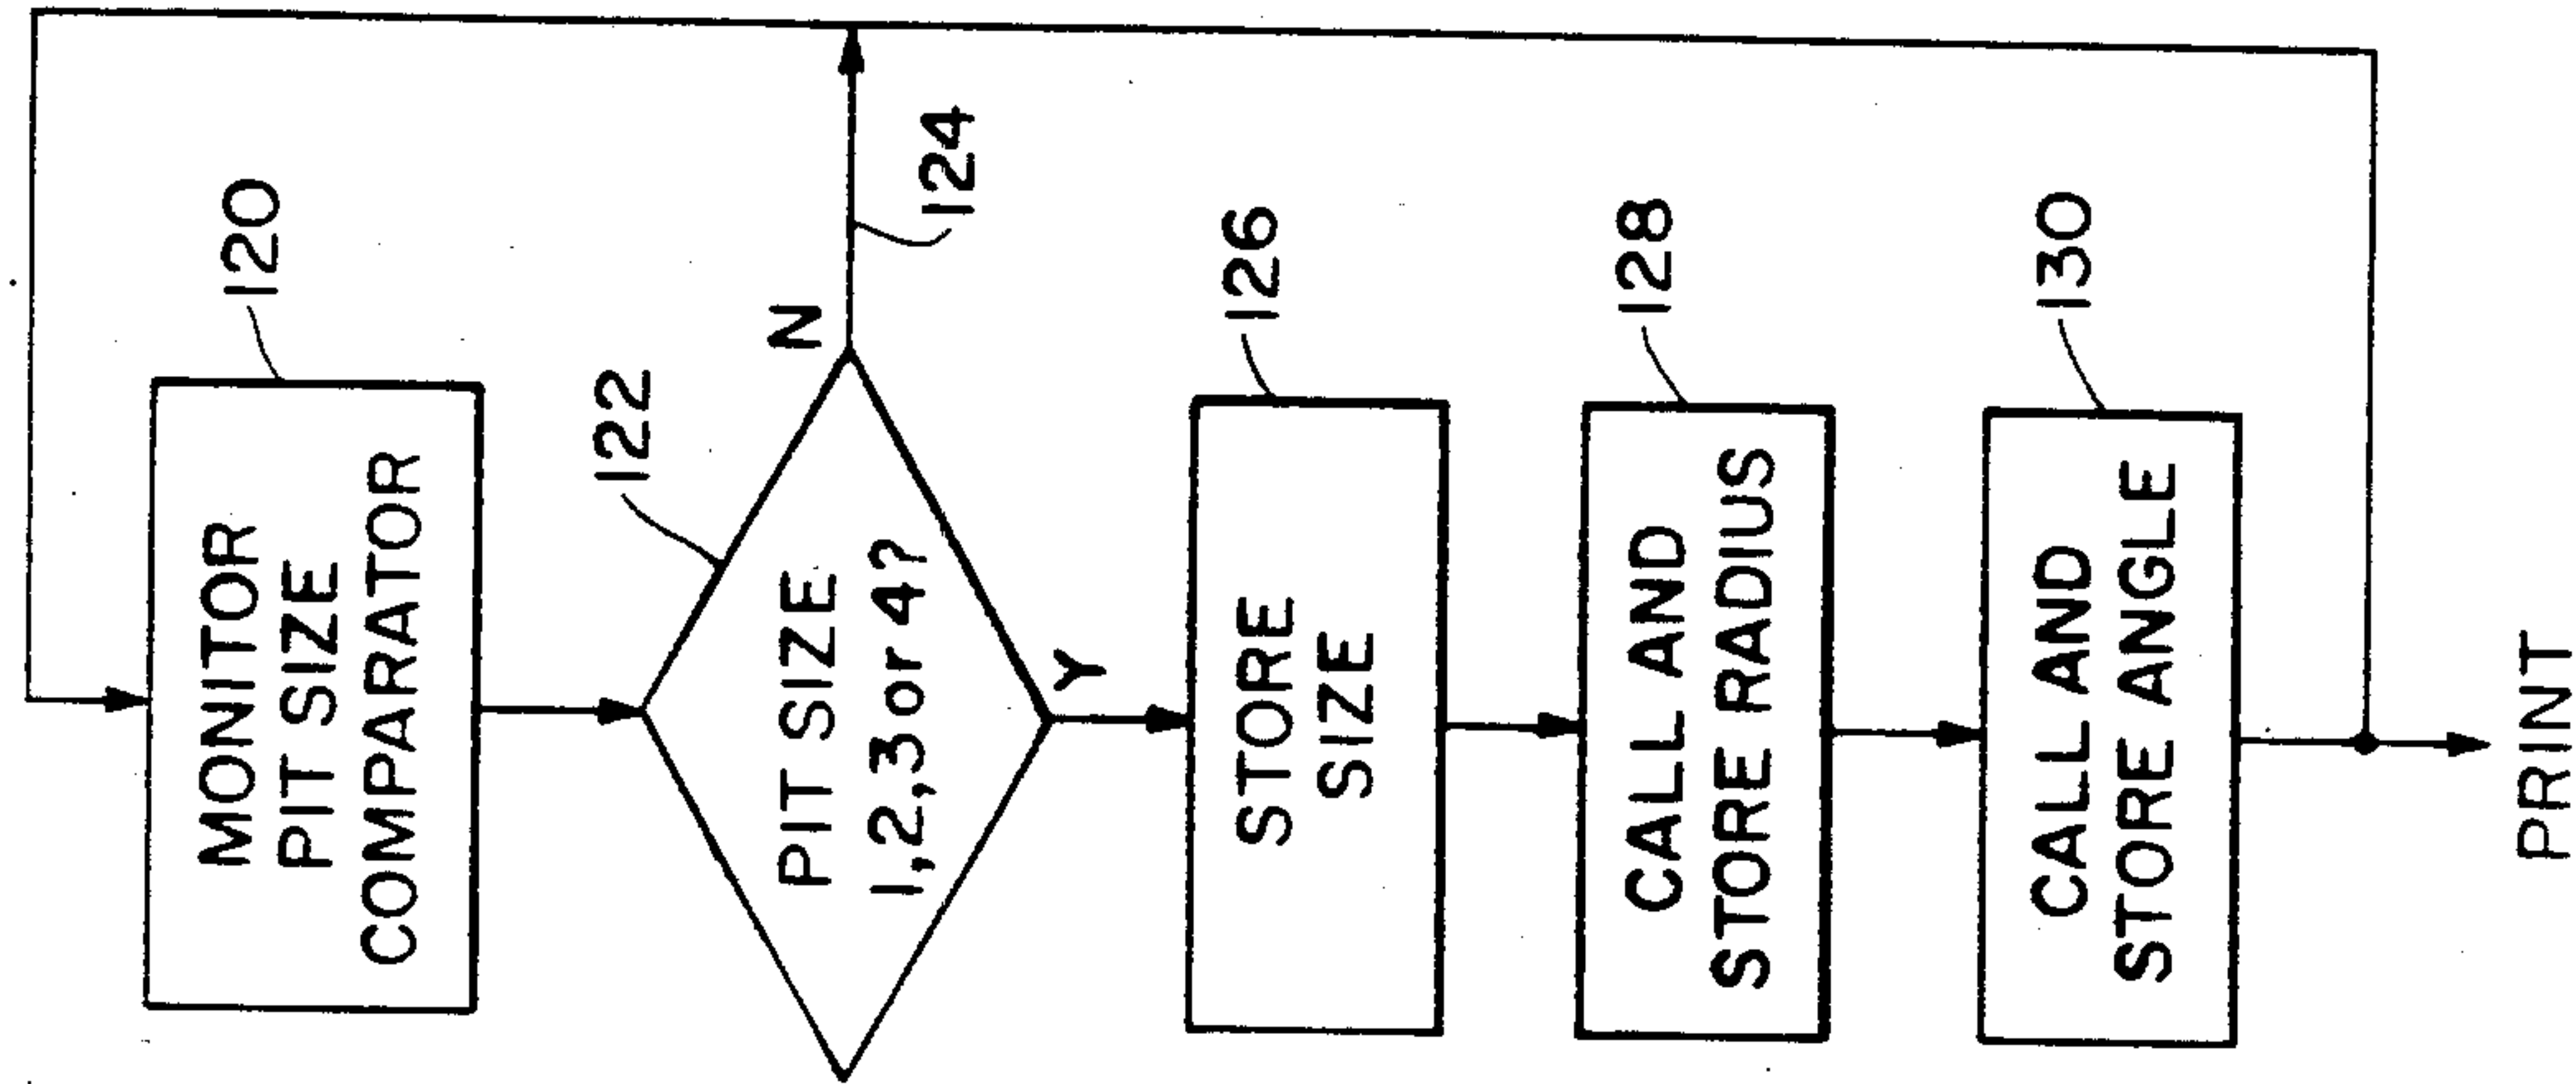 120
MONITOR
PIT SIZE
COMPARATOR
122
PIT SIZE
1,2,3 or 4?
N
124
Y
126
STORE
SIZE
128
CALL AND
STORE RADIUS
130
CALL AND
STORE ANGLE
PRINT